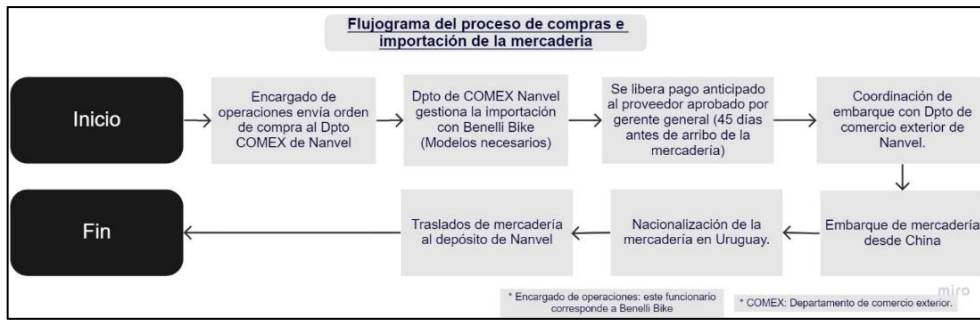 Flujograma del proceso de compras e
importación de la mercaderia
Inicio
Encargado de
operaciones envía orden
de compra al Dpto
COMEX de Nanvel
Dpto de COMEX Nanvel
gestiona la importación
con Benelli Bike
(Modelos necesarios)
Se libera pago anticipado
al proveedor aprobado por
gerente general (45 días
antes de arribo de la
mercadería)
Coordinación de
embarque con Dpto de
comercio exterior de
Nanvel.
Embarque de mercadería
desde China
Nacionalización de la
mercadería en Uruguay.
Traslados de mercadería
al depósito de Nanvel
Fin
* Encargado de operaciones: este funcionario
corresponde a Benelli Bike
* COMEX: Departamento de comercio exterior.
miro